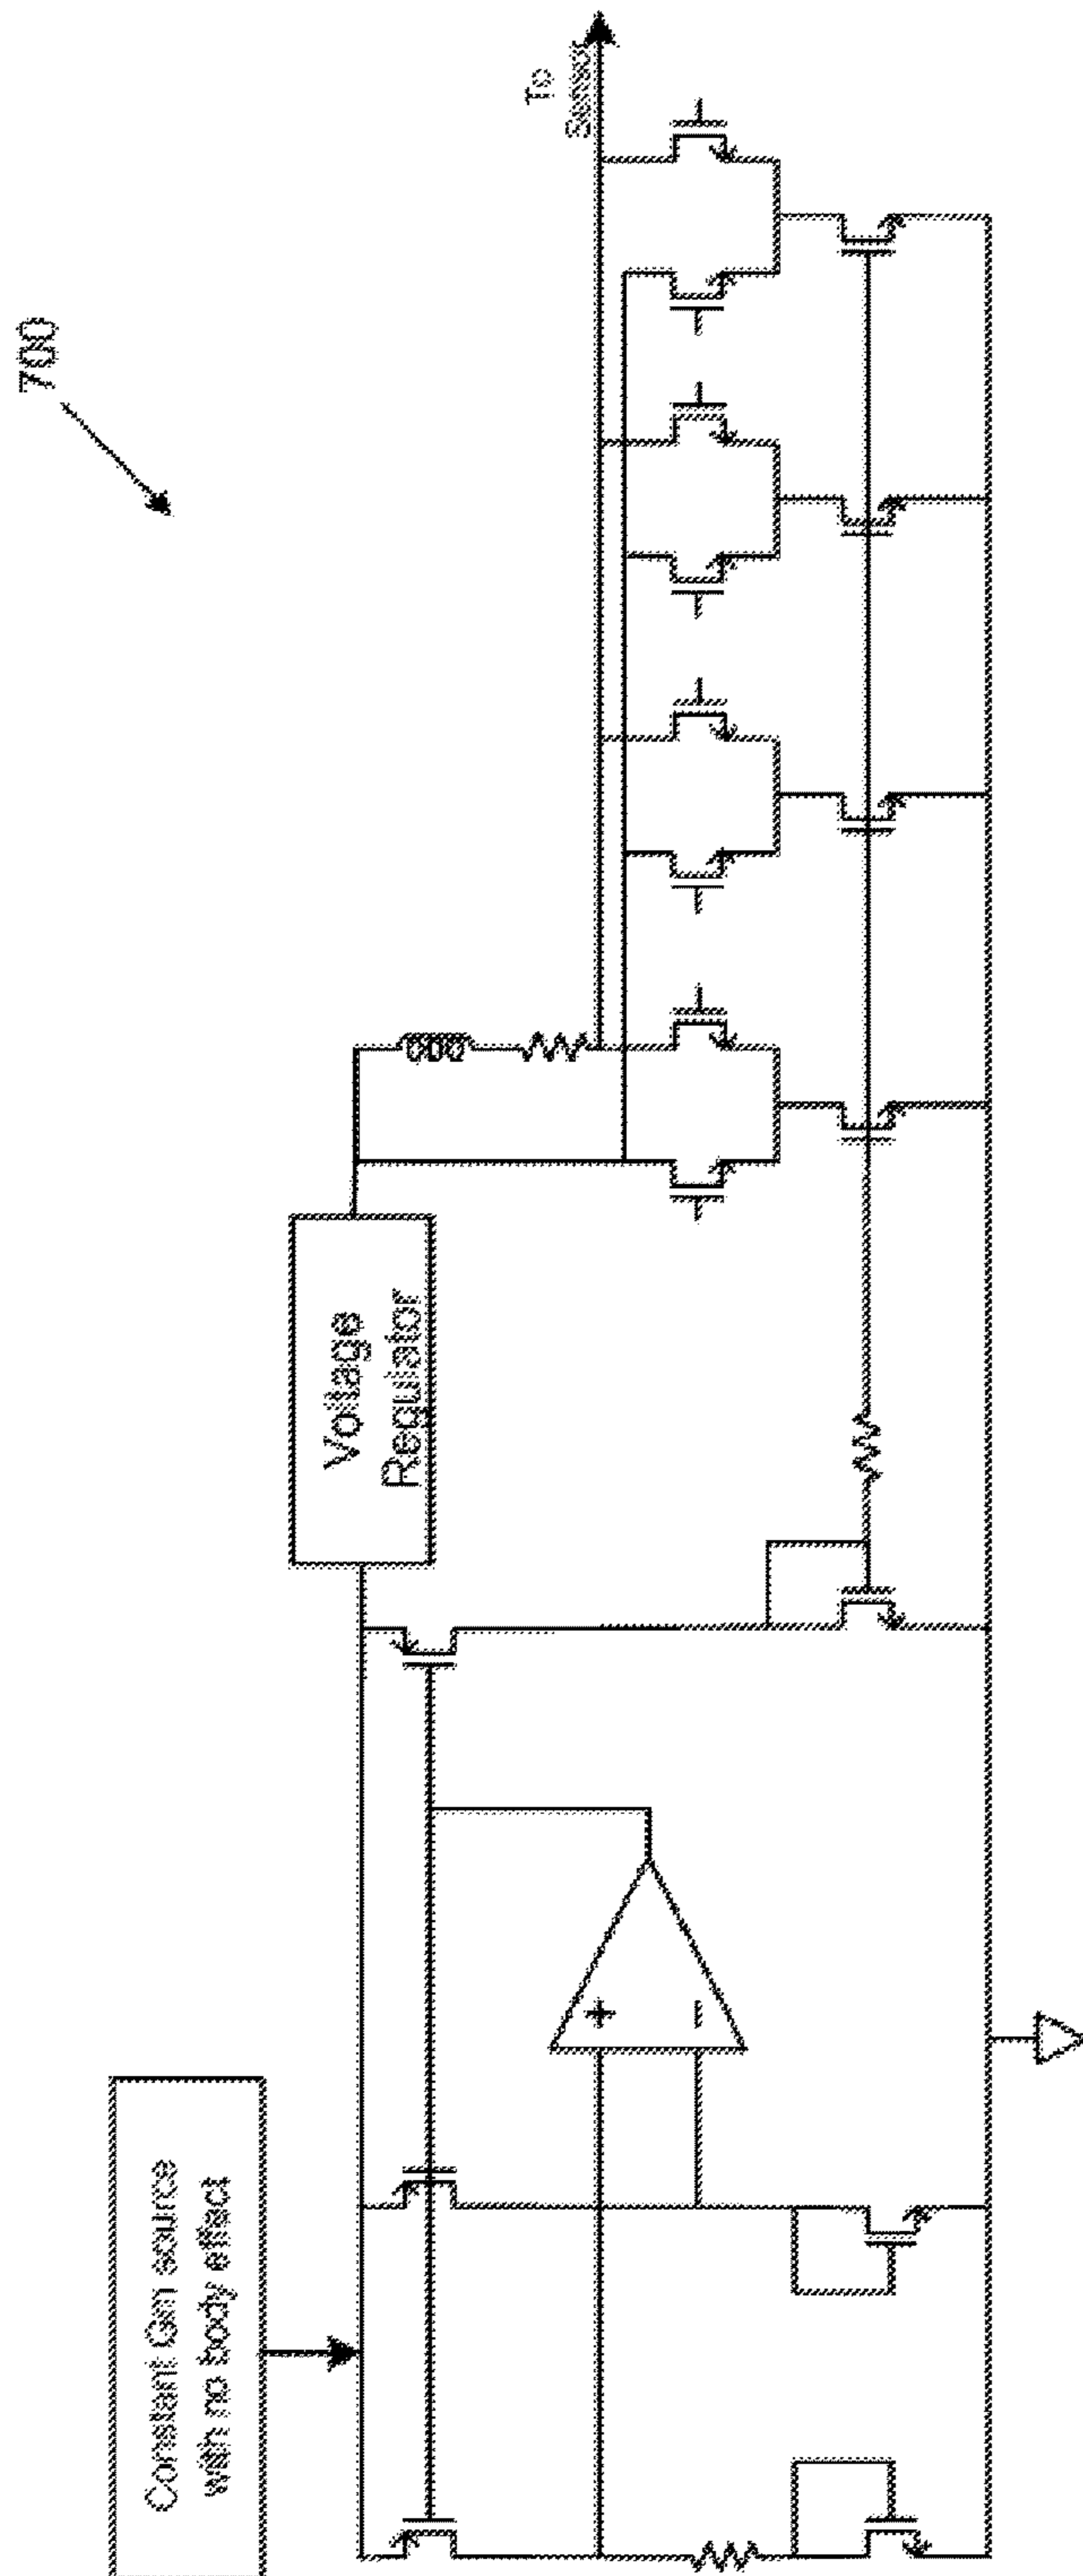 700
To
Sensor
Voltage
Regulator
+
-
Constant Gm source
with no body effect